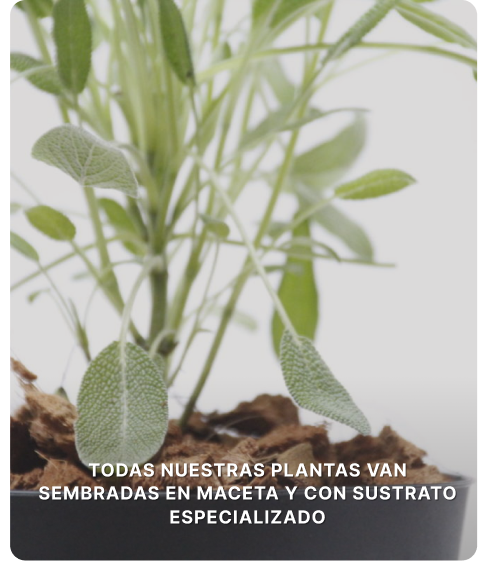 TODAS NUESTRAS PLANTAS VAN
SEMBRADAS EN MACETA Y CON SUSTRATO
ESPECIALIZADO